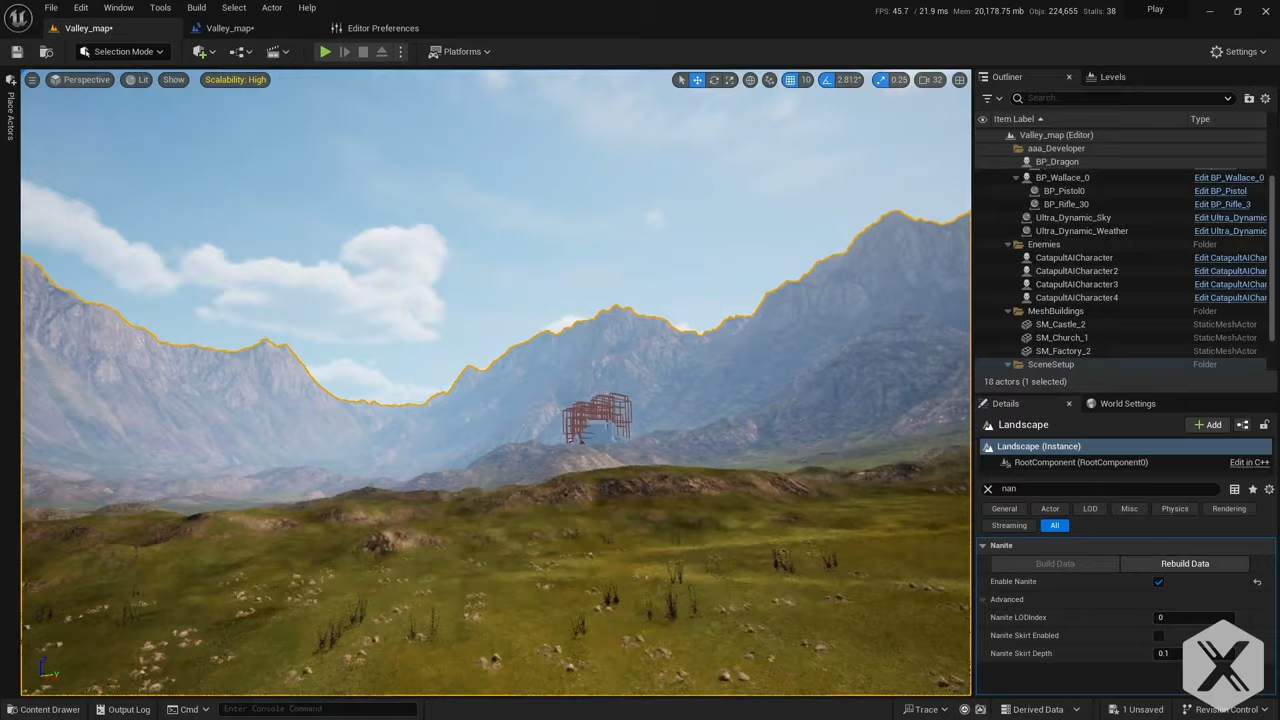 File Edit Window Tools Build Select Actor Help
FPS: 45.7 / 21.9 ms Mem: 20,178.75 mb Objs: 224,655 Stalls: 38
Play
Valley_map*
Valley_map*
Editor Preferences
Selection Mode
Platforms
Settings
Place Actors
Perspective
Lit
Show
Scalability: High
10
2.812°
0.25
32
Outliner
Levels
Search...
Item Label
Type
Valley_map (Editor)
aaa_Developer
BP_Dragon
BP_Wallace_0 Edit BP_Wallace_0
BP_Pistol0 Edit BP_Pistol
BP_Rifle_30 Edit BP_Rifle_3
Ultra_Dynamic_Sky Edit Ultra_Dynamic
Ultra_Dynamic_Weather Edit Ultra_Dynamic
Enemies Folder
CatapultAICharacter Edit CatapultAIChar
CatapultAICharacter2 Edit CatapultAIChar
CatapultAICharacter3 Edit CatapultAIChar
CatapultAICharacter4 Edit CatapultAIChar
MeshBuildings Folder
SM_Castle_2 StaticMeshActor
SM_Church_1 StaticMeshActor
SM_Factory_2 StaticMeshActor
SceneSetup Folder
18 actors (1 selected)
Details
World Settings
Landscape
Add
Landscape (Instance)
RootComponent (RootComponent0) Edit in C++
nan
General Actor LOD Misc Physics Rendering
Streaming All
Nanite
Build Data Rebuild Data
Enable Nanite
Advanced
Nanite LODIndex 0
Nanite Skirt Enabled
Nanite Skirt Depth 0.1
z
y
Content Drawer
Output Log
Cmd
Enter Console Command
Trace
Derived Data
1 Unsaved
Revision Control